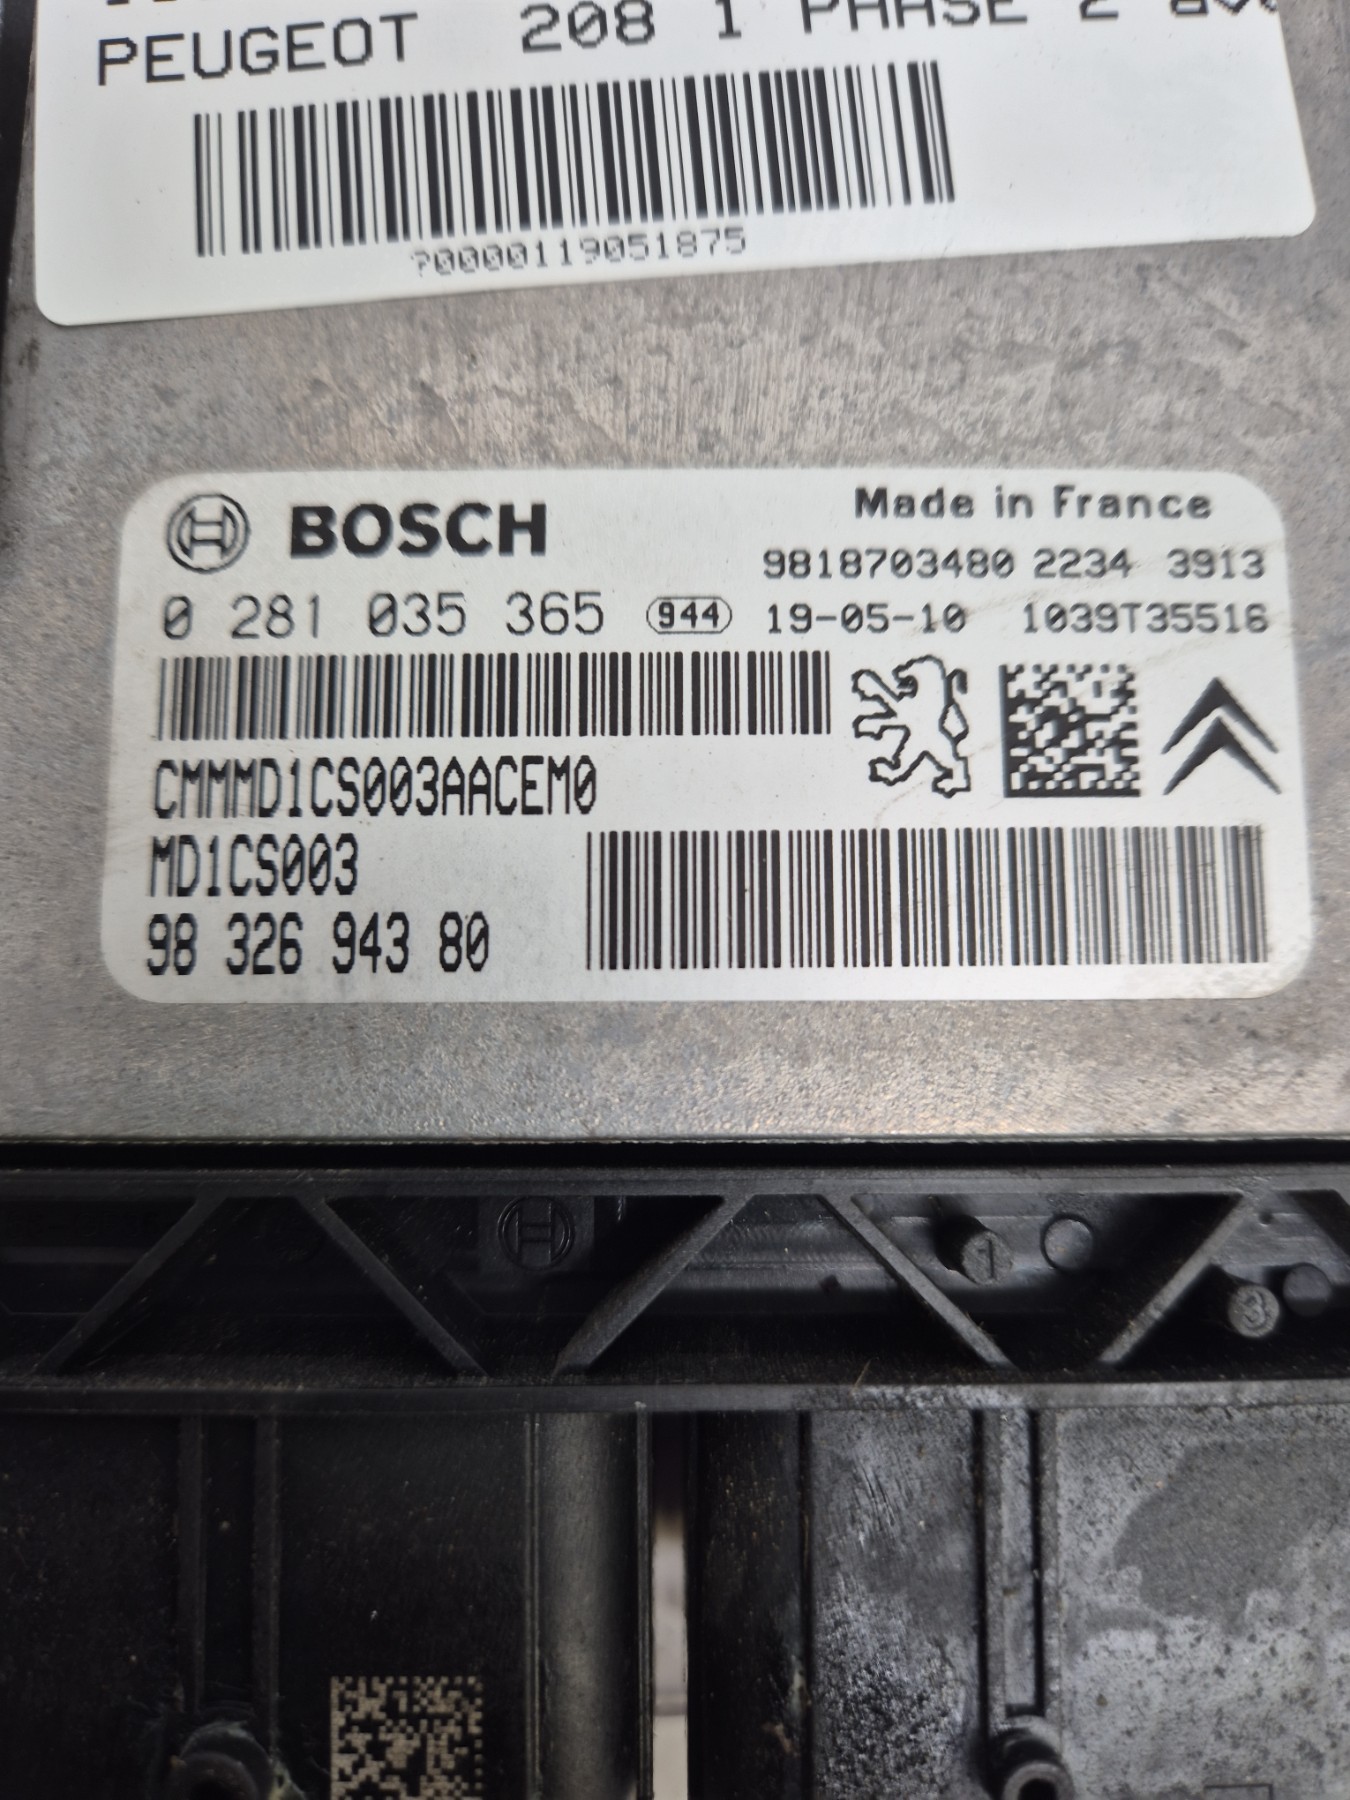 PEUGEOT 208 1 PHASE 2
?0000119051875
BOSCH
Made in France
9818703480 2234 3913
0 281 035 365 944 19-05-10 1039T35516
CMMMD1CS003AACEM0
MD1CS003
98 326 943 80
1
3